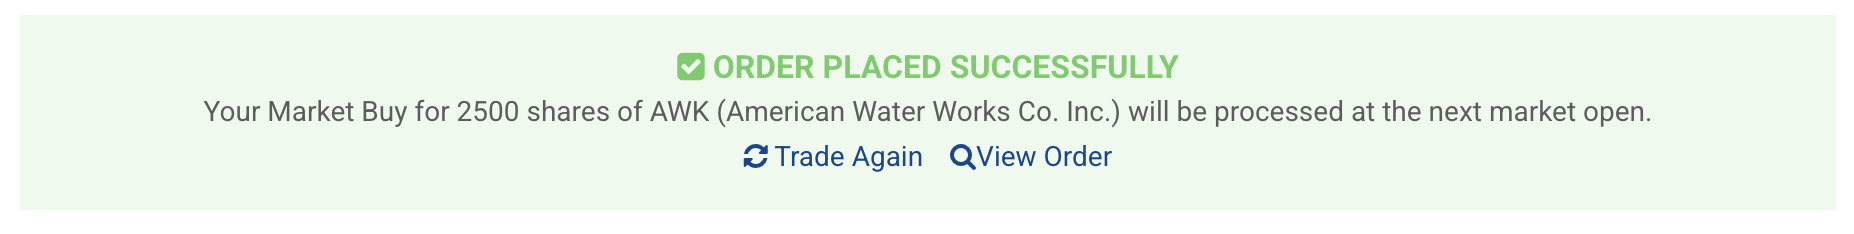 ORDER PLACED SUCCESSFULLY
Your Market Buy for 2500 shares of AWK (American Water Works Co. Inc.) will be processed at the next market open.
Trade Again View Order